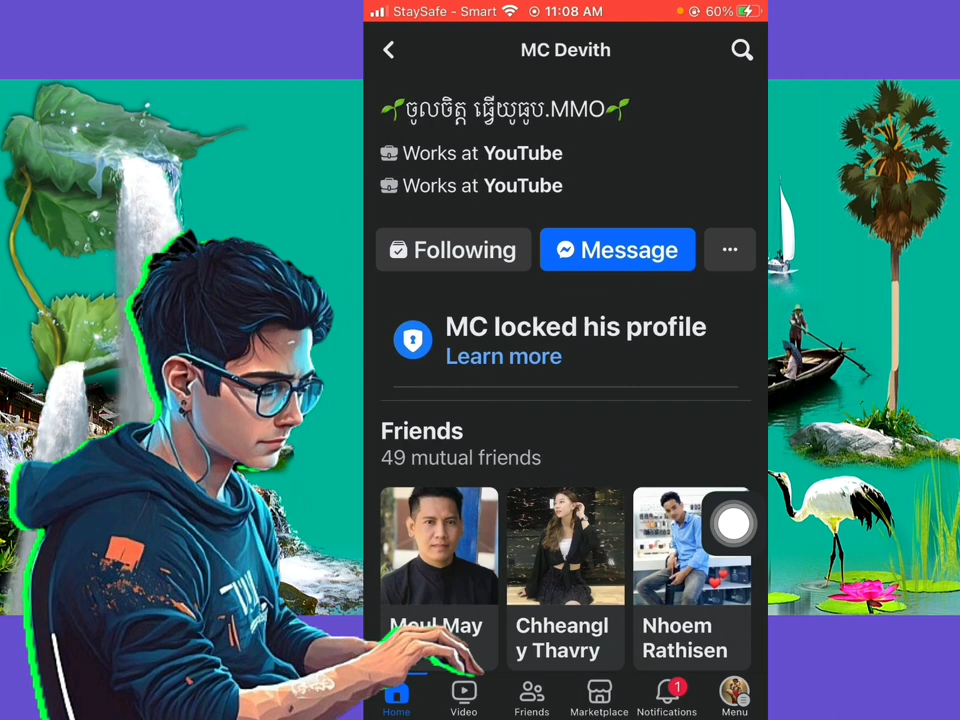 StaySafe - Smart 11:08 AM 60%
MC Devith
🌱ចូលចិត្ត ធ្វើយូធូប.MMO🌱
Works at YouTube
Works at YouTube
Following Message ...
MC locked his profile
Learn more
Friends
49 mutual friends
May Chheangl Nhoem
y Thavry Rathisen
1
Home Video Friends Marketplace Notifications Menu